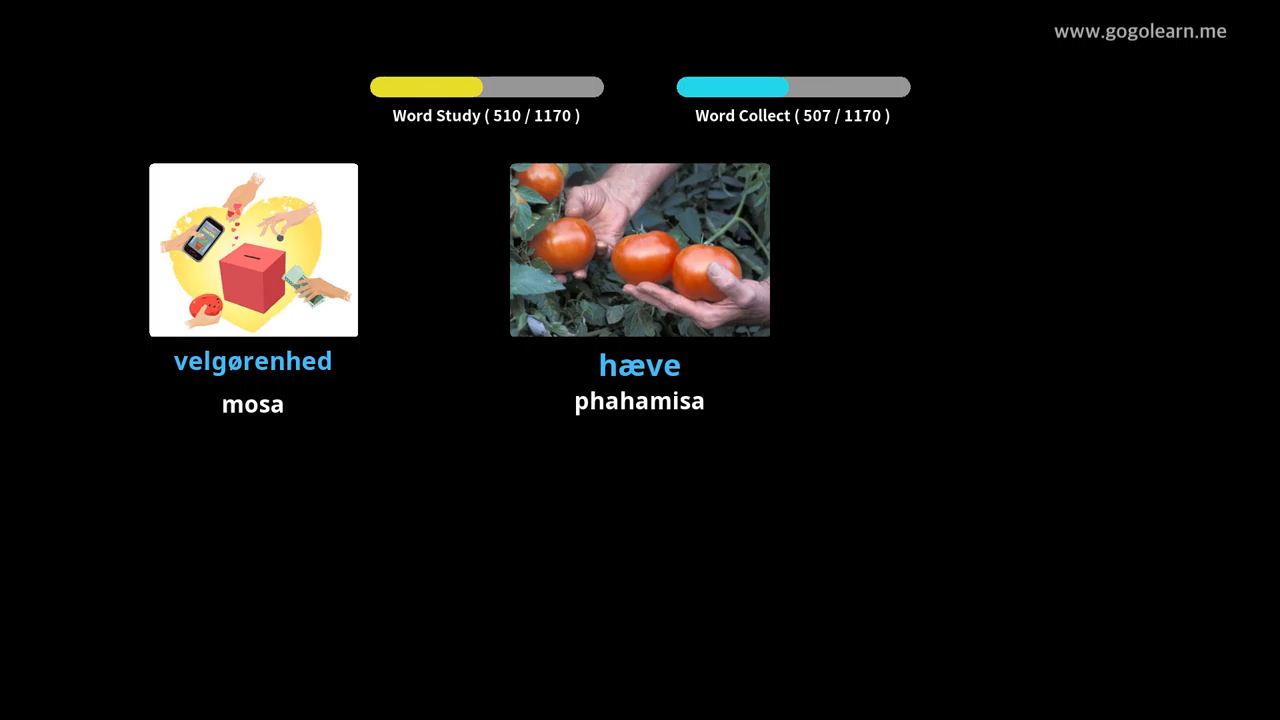 www.gogolearn.me
Word Study ( 510 / 1170 )
Word Collect ( 507 / 1170 )
velgørenhed
mosa
hæve
phahamisa